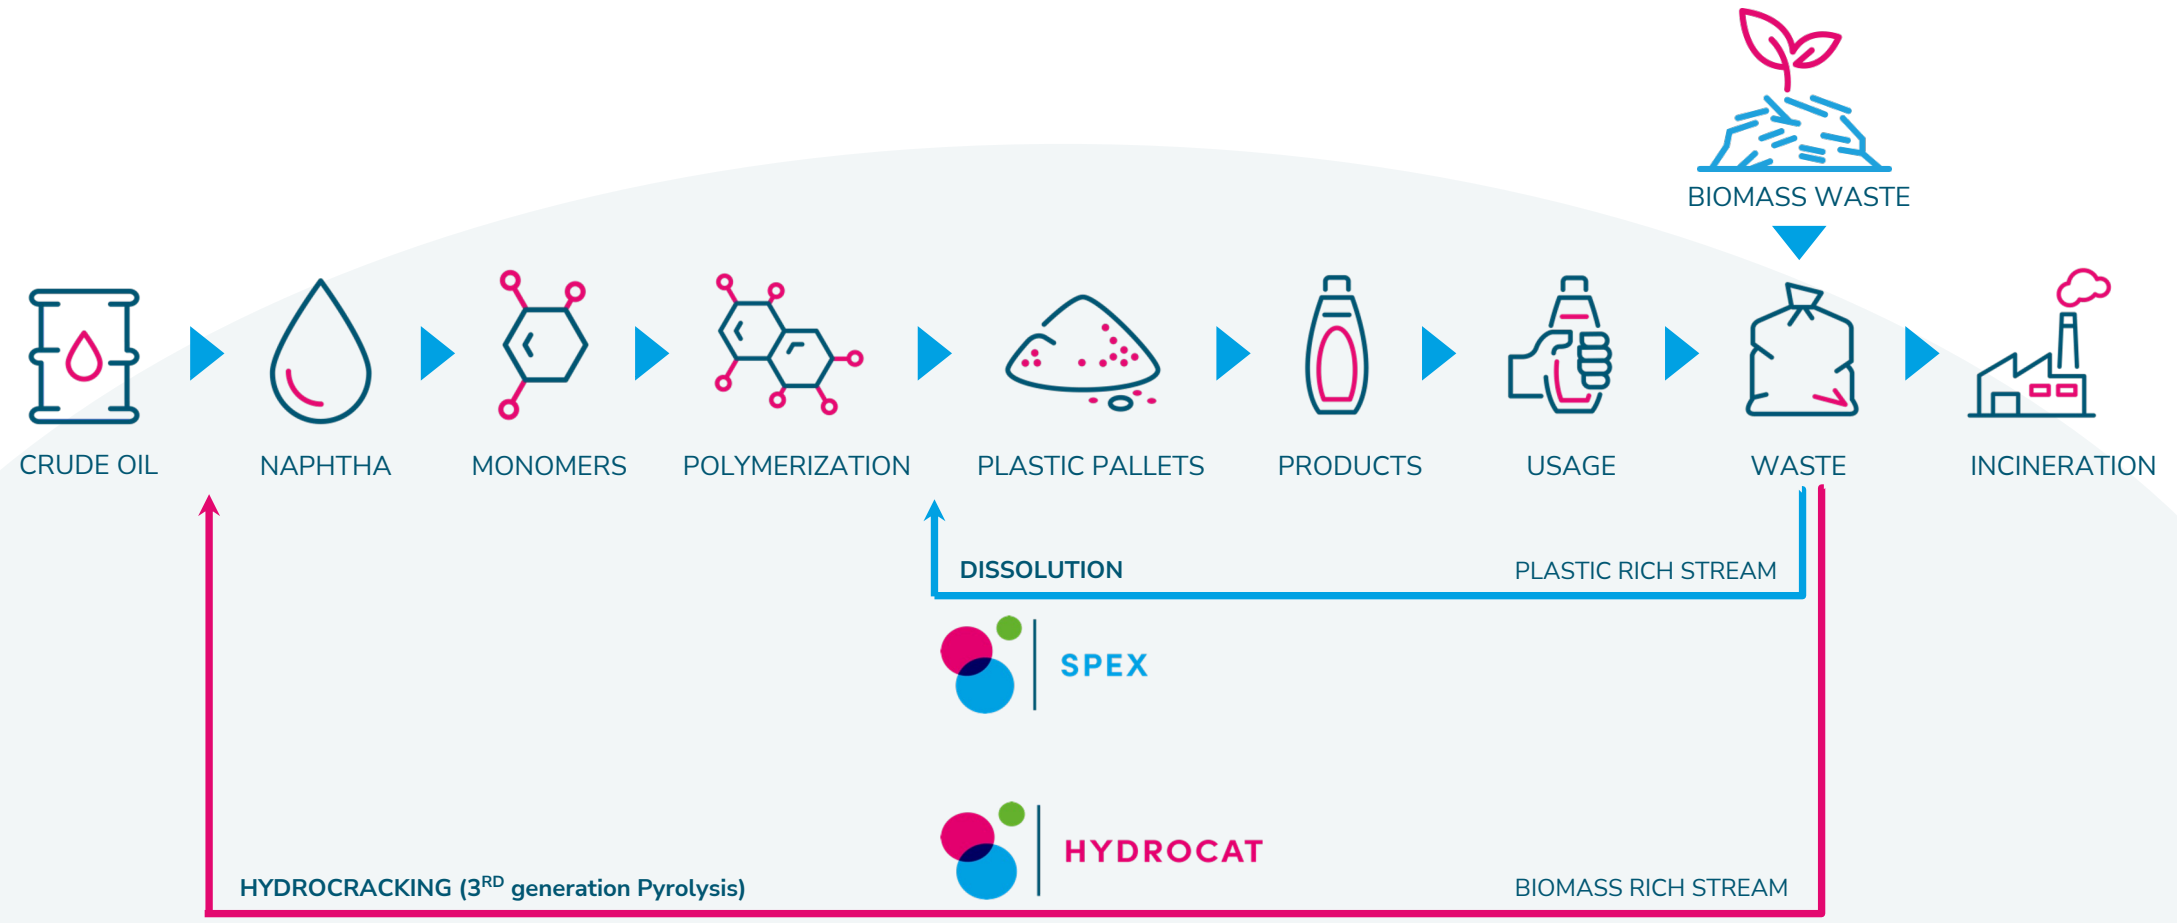 BIOMASS WASTE
CRUDE OIL
NAPHTHA
MONOMERS
POLYMERIZATION
PLASTIC PALLETS
PRODUCTS
USAGE
WASTE
INCINERATION
DISSOLUTION
PLASTIC RICH STREAM
SPEX
HYDROCAT
HYDROCRACKING (3RD generation Pyrolysis)
BIOMASS RICH STREAM